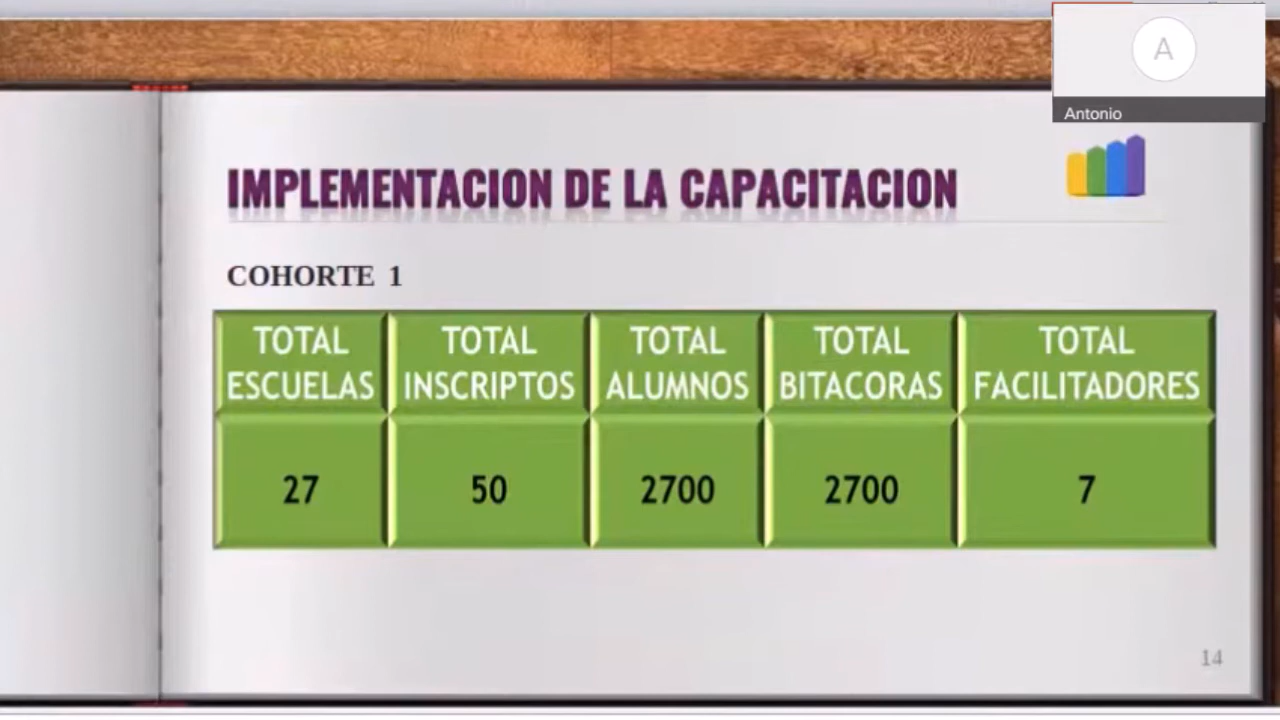 A
Antonio
IMPLEMENTACION DE LA CAPACITACION
COHORTE 1
TOTAL ESCUELAS
TOTAL INSCRIPTOS
TOTAL ALUMNOS
TOTAL BITACORAS
TOTAL FACILITADORES
27
50
2700
2700
7
14